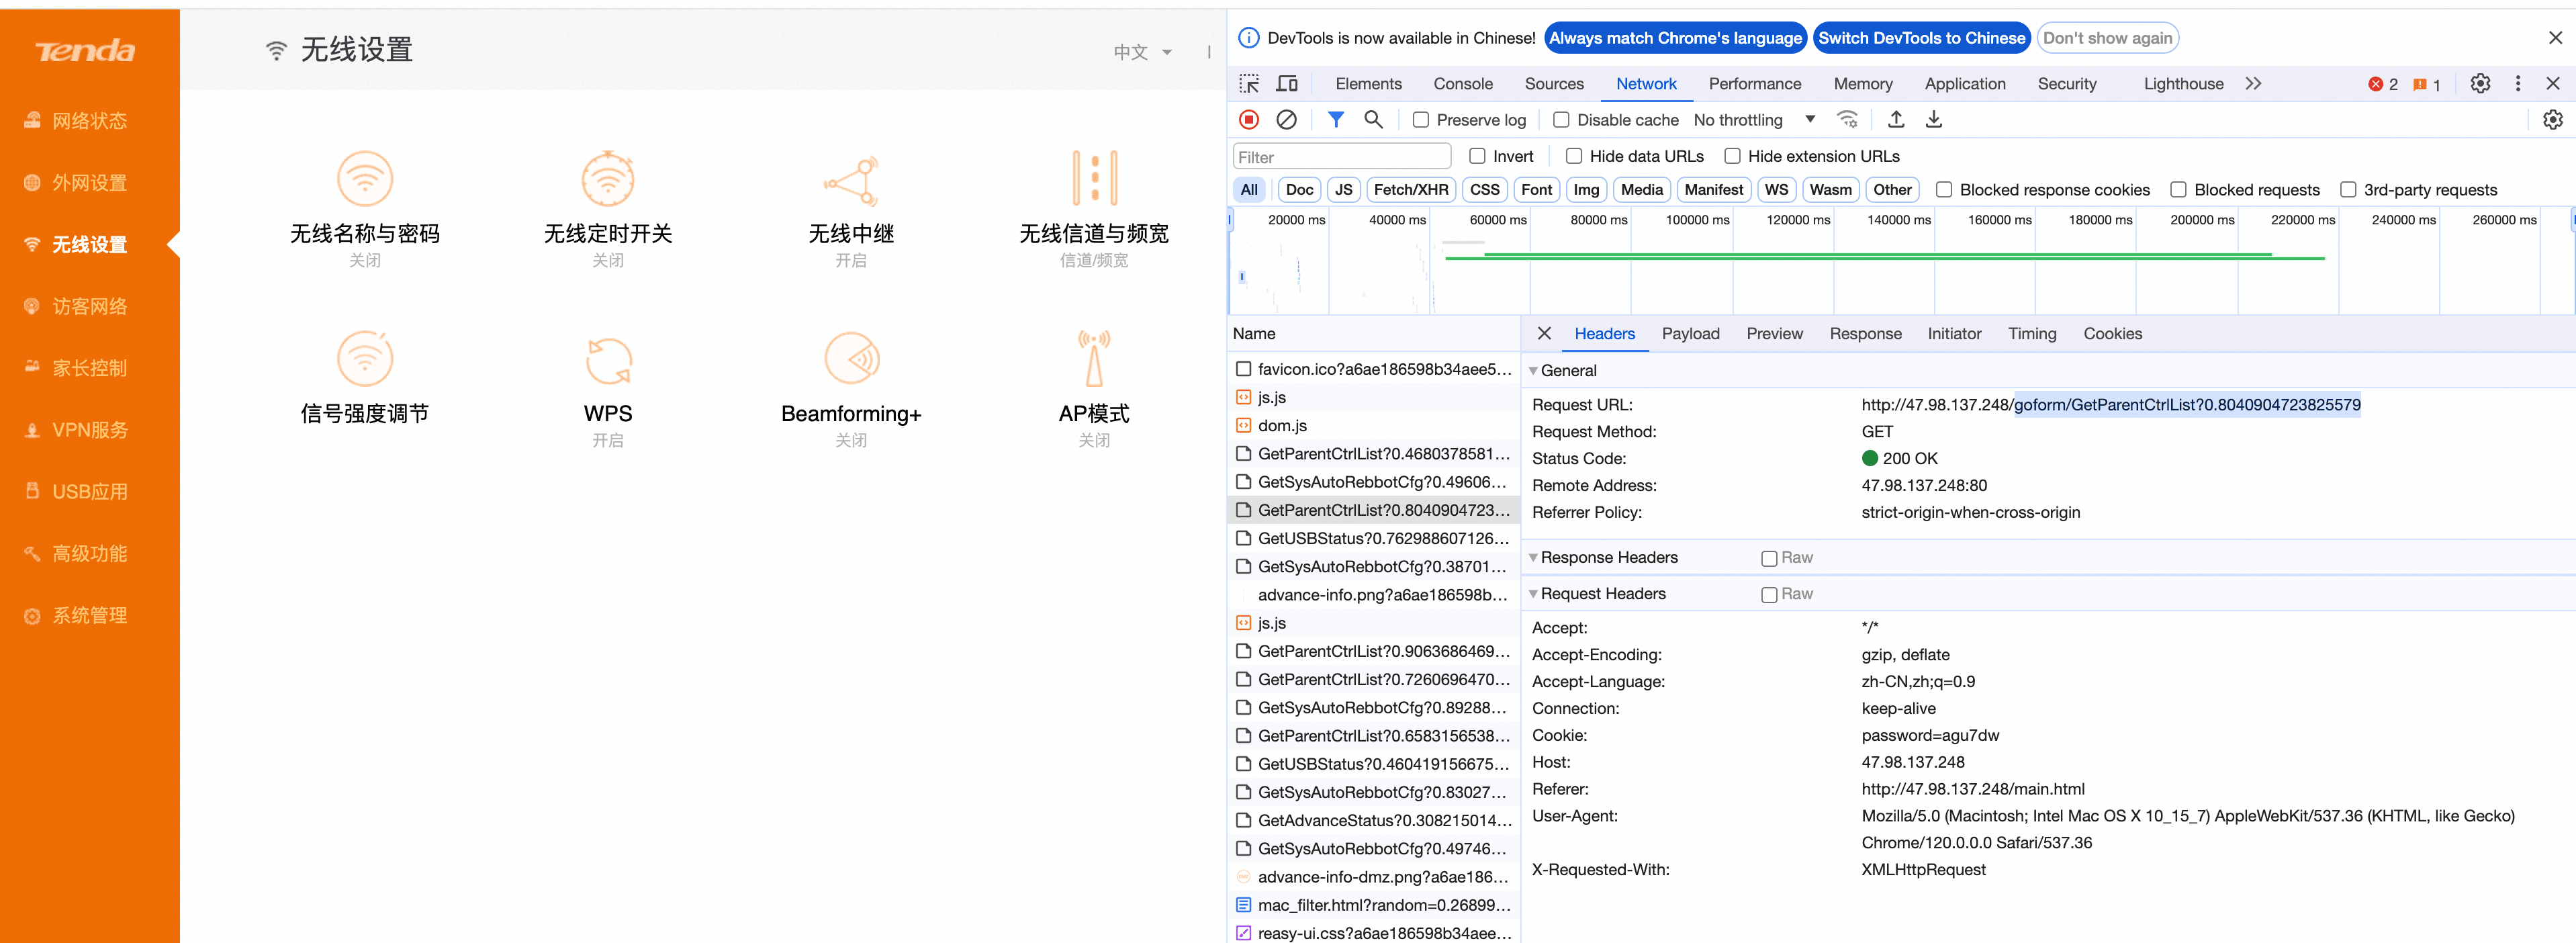 Tenda
网络状态
外网设置
无线设置
访客网络
家长控制
VPN服务
USB应用
高级功能
系统管理
无线设置
中文
无线名称与密码
关闭
无线定时开关
关闭
无线中继
开启
无线信道与频宽
信道/频宽
信号强度调节
WPS
开启
Beamforming+
关闭
AP模式
关闭
DevTools is now available in Chinese! Always match Chrome's language Switch DevTools to Chinese Don't show again
Elements Console Sources Network Performance Memory Application Security Lighthouse 2 1
Preserve log Disable cache No throttling
Filter Invert Hide data URLs Hide extension URLs
All Doc JS Fetch/XHR CSS Font Img Media Manifest WS Wasm Other Blocked response cookies Blocked requests 3rd-party requests
20000 ms 40000 ms 60000 ms 80000 ms 100000 ms 120000 ms 140000 ms 160000 ms 180000 ms 200000 ms 220000 ms 240000 ms 260000 ms
Name
favicon.ico?a6ae186598b34aee5...
js.js
dom.js
GetParentCtrlList?0.4680378581...
GetSysAutoRebbotCfg?0.49606...
GetParentCtrlList?0.8040904723...
GetUSBStatus?0.762988607126...
GetSysAutoRebbotCfg?0.38701...
advance-info.png?a6ae186598b...
js.js
GetParentCtrlList?0.9063686469...
GetParentCtrlList?0.7260696470...
GetSysAutoRebbotCfg?0.89288...
GetParentCtrlList?0.6583156538...
GetUSBStatus?0.460419156675...
GetSysAutoRebbotCfg?0.83027...
GetAdvanceStatus?0.308215014...
GetSysAutoRebbotCfg?0.49746...
advance-info-dmz.png?a6ae186...
mac_filter.html?random=0.26899...
reasy-ui.css?a6ae186598b34aee...
Headers Payload Preview Response Initiator Timing Cookies
General
Request URL: http://47.98.137.248/goform/GetParentCtrlList?0.8040904723825579
Request Method: GET
Status Code: 200 OK
Remote Address: 47.98.137.248:80
Referrer Policy: strict-origin-when-cross-origin
Response Headers Raw
Request Headers Raw
Accept: */*
Accept-Encoding: gzip, deflate
Accept-Language: zh-CN,zh;q=0.9
Connection: keep-alive
Cookie: password=agu7dw
Host: 47.98.137.248
Referer: http://47.98.137.248/main.html
User-Agent: Mozilla/5.0 (Macintosh; Intel Mac OS X 10_15_7) AppleWebKit/537.36 (KHTML, like Gecko)
Chrome/120.0.0.0 Safari/537.36
X-Requested-With: XMLHttpRequest